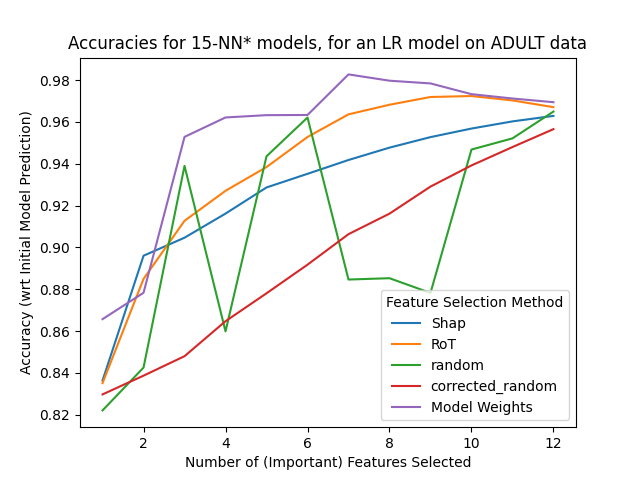 Accuracies for 15-NN* models, for an LR model on ADULT data
Accuracy (wrt Initial Model Prediction)
0.98
0.96
0.94
0.92
0.90
0.88
0.86
0.84
0.82
Feature Selection Method
Shap
RoT
random
corrected_random
Model Weights
2 4 6 8 10 12
Number of (Important) Features Selected